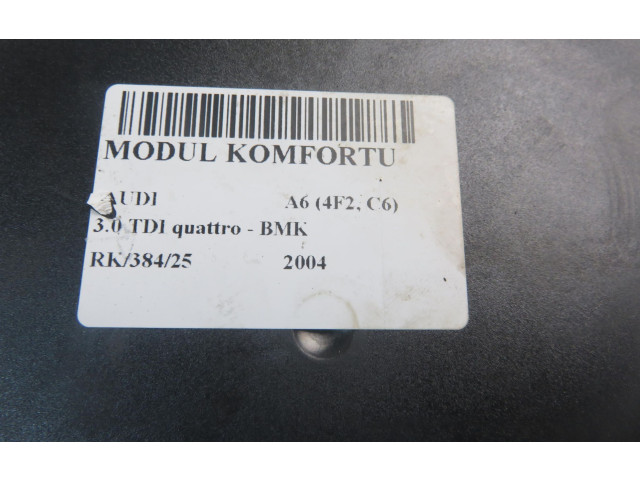 MODUL KOMFORTU
AUDI A6 (4F2, C6)
3.0 TDI quattro - BMK
RK/384/25 2004